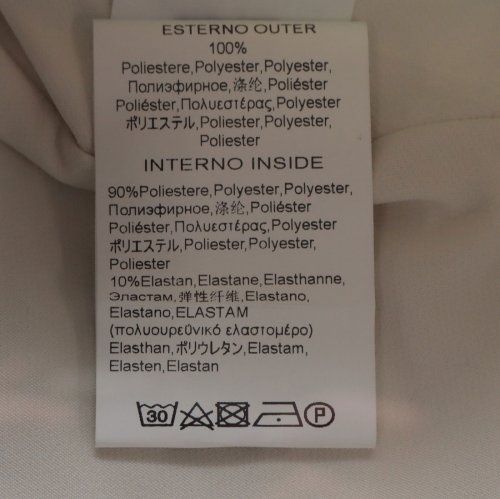 ESTERNO OUTER
100%
Poliestere,Polyester,Polyester,
Полиэфирное,涤纶,Poliéster
Poliéster,Πολυεστέρας,Polyester
ポリエステル,Poliester,Polyester,
Poliester
INTERNO INSIDE
90%Poliestere,Polyester,Polyester,
Полиэфирное,涤纶,Poliéster
Poliéster,Πολυεστέρας,Polyester
ポリエステル,Poliester,Polyester,
Poliester
10%Elastan,Elastane,Elasthanne,
Эластам,弹性纤维,Elastano,
Elastano,ELASTAM
(πολυουρεθνικό ελαστομέρο)
Elasthan,ポリウレタン,Elastam,
Elasten,Elastan
30 P